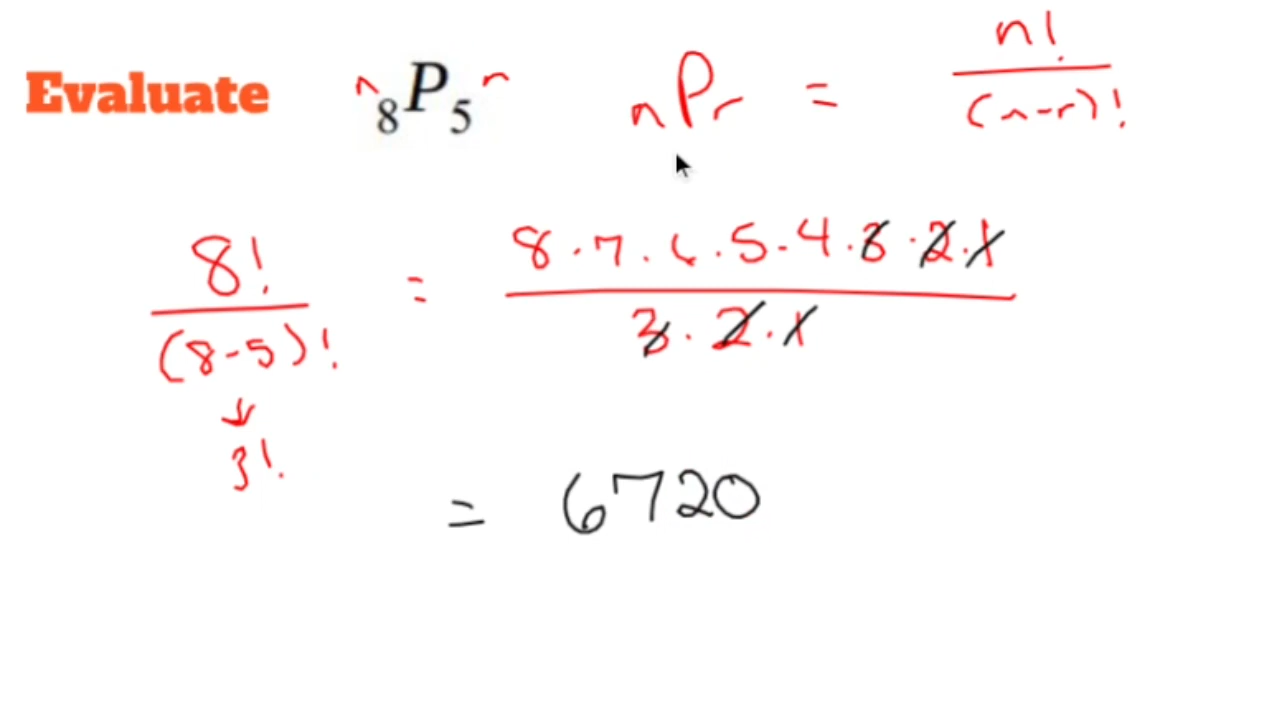 Evaluate n 8P5 r nPr = n! / (n-r)!
8! / (8-5)! = 8·7·6·5·4·3·2·1 / 3·2·1
↓
3!
= 6720